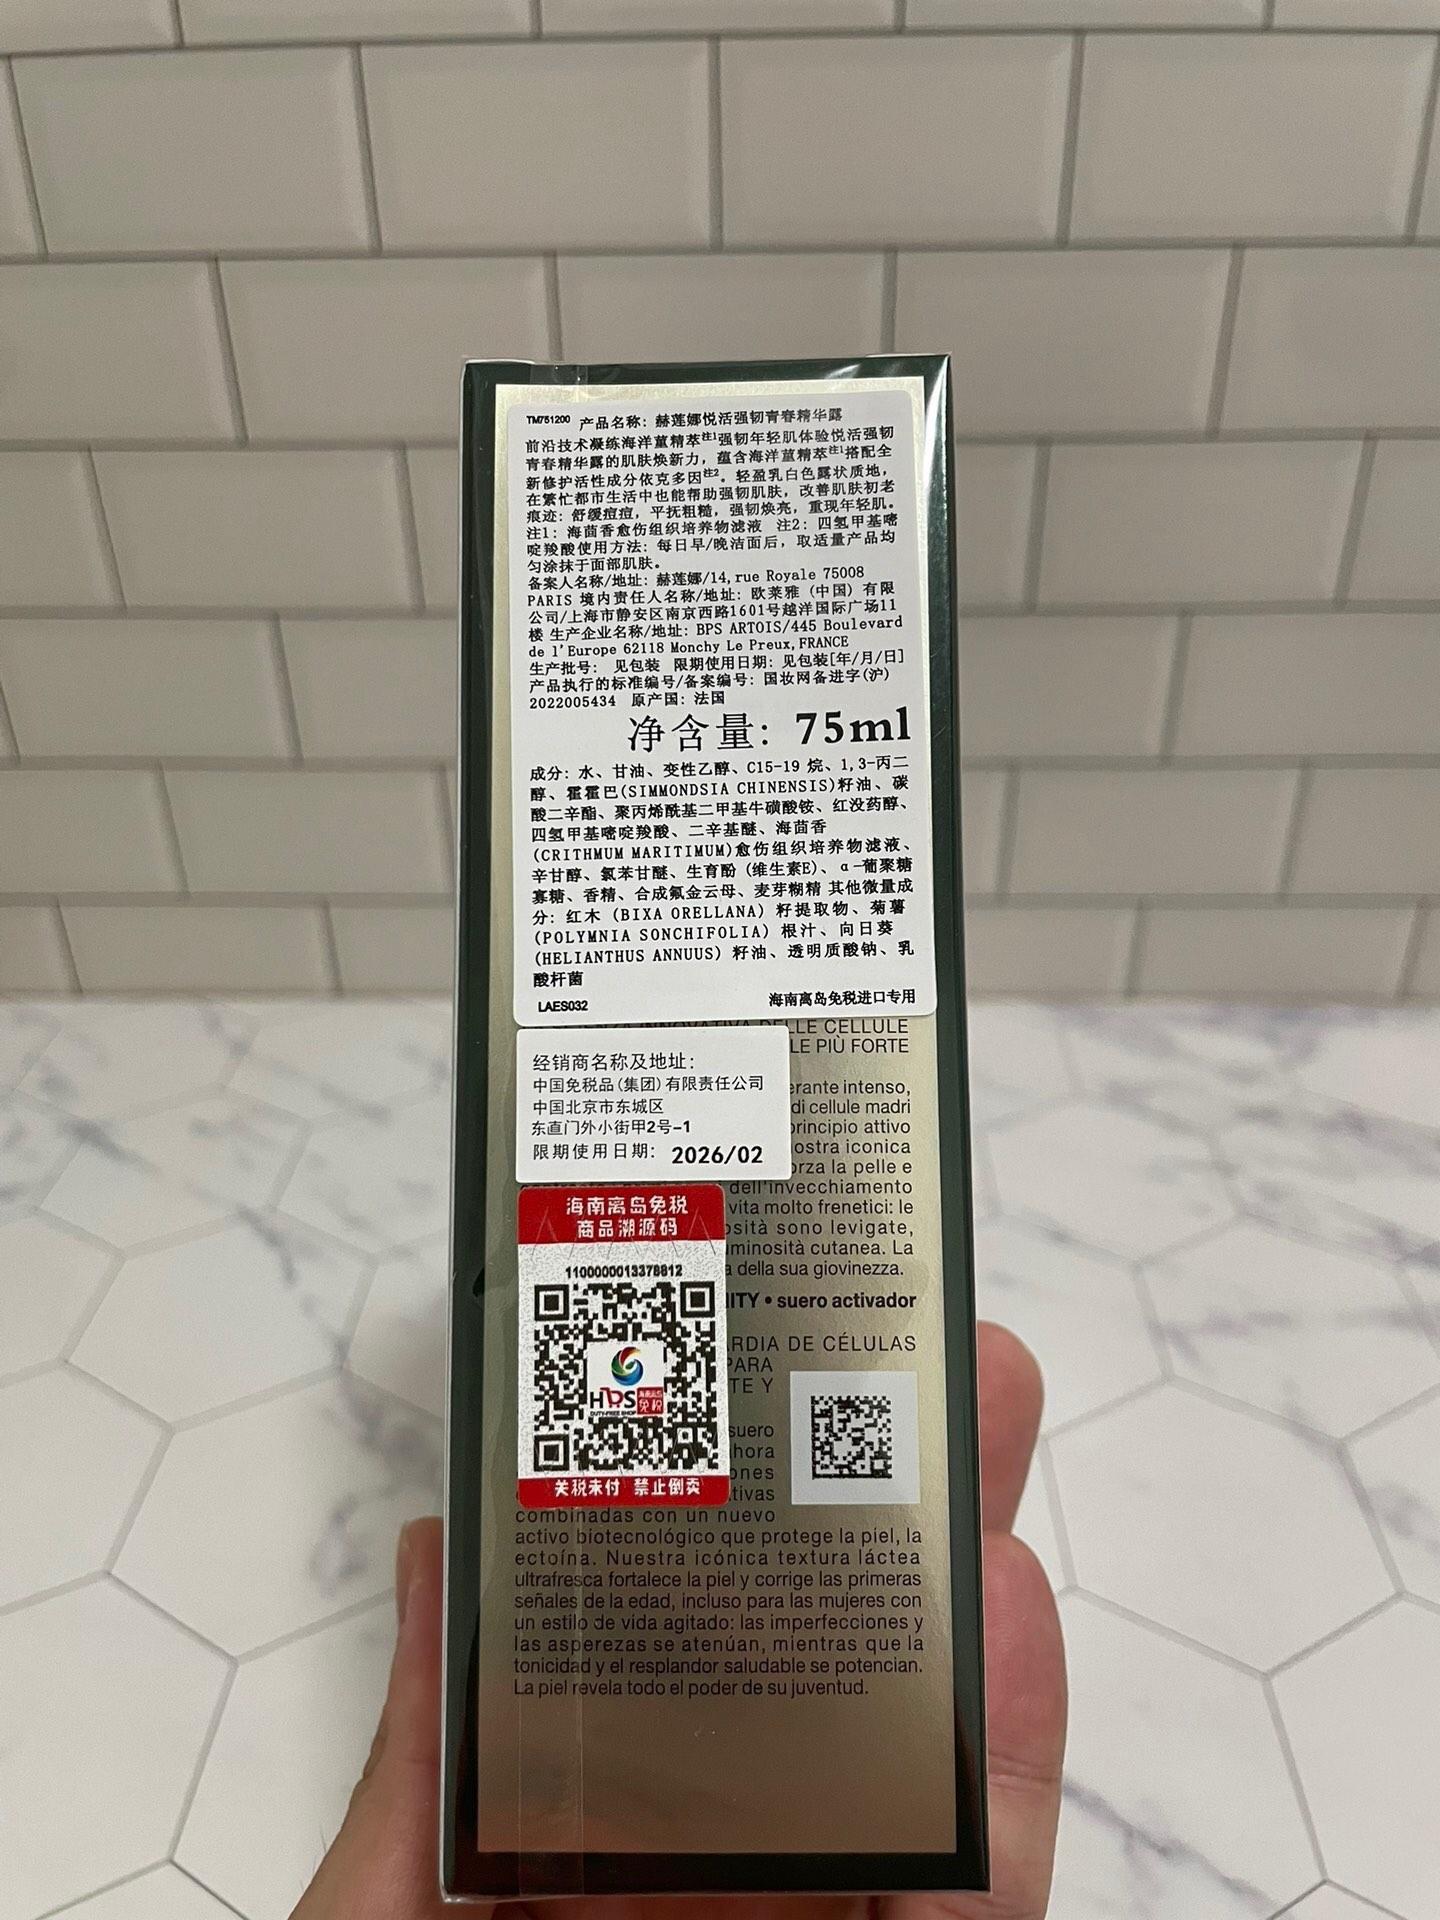 TM751200 产品名称：赫莲娜悦活强韧青春精华露
前沿技术凝练海洋堇精萃注1强韧年轻肌体验悦活强韧
青春精华露的肌肤焕新力，蕴含海洋堇精萃注1搭配全
新修护活性成分依克多因注2。轻盈乳白色露状质地，
在繁忙都市生活中也能帮助强韧肌肤，改善肌肤初老
痕迹：舒缓痘痘，平抚粗糙，强韧焕亮，重现年轻肌。
注1：海茴香愈伤组织培养物滤液 注2：四氢甲基嘧
啶羧酸使用方法：每日早/晚洁面后，取适量产品均
匀涂抹于面部肌肤。
备案人名称/地址：赫莲娜/14,rue Royale 75008
PARIS 境内责任人名称/地址：欧莱雅（中国）有限
公司/上海市静安区南京西路1601号越洋国际广场11
楼 生产企业名称/地址：BPS ARTOIS/445 Boulevard
de l'Europe 62118 Monchy Le Preux,FRANCE
生产批号： 见包装 限期使用日期：见包装[年/月/日]
产品执行的标准编号/备案编号：国妆网备进字(沪)
2022005434 原产国：法国
净含量：75ml
成分：水、甘油、变性乙醇、C15-19 烷、1,3-丙二
醇、霍霍巴(SIMMONDSIA CHINENSIS)籽油、碳
酸二辛酯、聚丙烯酰基二甲基牛磺酸铵、红没药醇、
四氢甲基嘧啶羧酸、二辛基醚、海茴香
(CRITHMUM MARITIMUM)愈伤组织培养物滤液、
辛甘醇、氯苯甘醚、生育酚 (维生素E)、α-葡聚糖
寡糖、香精、合成氟金云母、麦芽糊精 其他微量成
分：红木 (BIXA ORELLANA) 籽提取物、菊薯
(POLYMNIA SONCHIFOLIA) 根汁、向日葵
(HELIANTHUS ANNUUS) 籽油、透明质酸钠、乳
酸杆菌
LAES032 海南离岛免税进口专用
DELLE CELLULE
LE PIÙ FORTE
经销商名称及地址：
中国免税品(集团)有限责任公司
中国北京市东城区
东直门外小街甲2号-1
限期使用日期：2026/02
erante intenso,
di cellule madri
principio attivo
ostra iconica
orza la pelle e
dell'invecchiamento
vita molto frenetici: le
osità sono levigate,
uminosità cutanea. La
a della sua giovinezza.
海南离岛免税
商品溯源码
1100000013378812
HDS
DUTY-FREE SHOP
免税
关税未付 禁止倒卖
NITY • suero activador
RDIA DE CÉLULAS
PARA
TE Y
suero
ahora
ones
tivas
combinadas con un nuevo
activo biotecnológico que protege la piel, la
ectoína. Nuestra icónica textura láctea
ultrafresca fortalece la piel y corrige las primeras
señales de la edad, incluso para las mujeres con
un estilo de vida agitado: las imperfecciones y
las asperezas se atenúan, mientras que la
tonicidad y el resplandor saludable se potencian.
La piel revela todo el poder de su juventud.